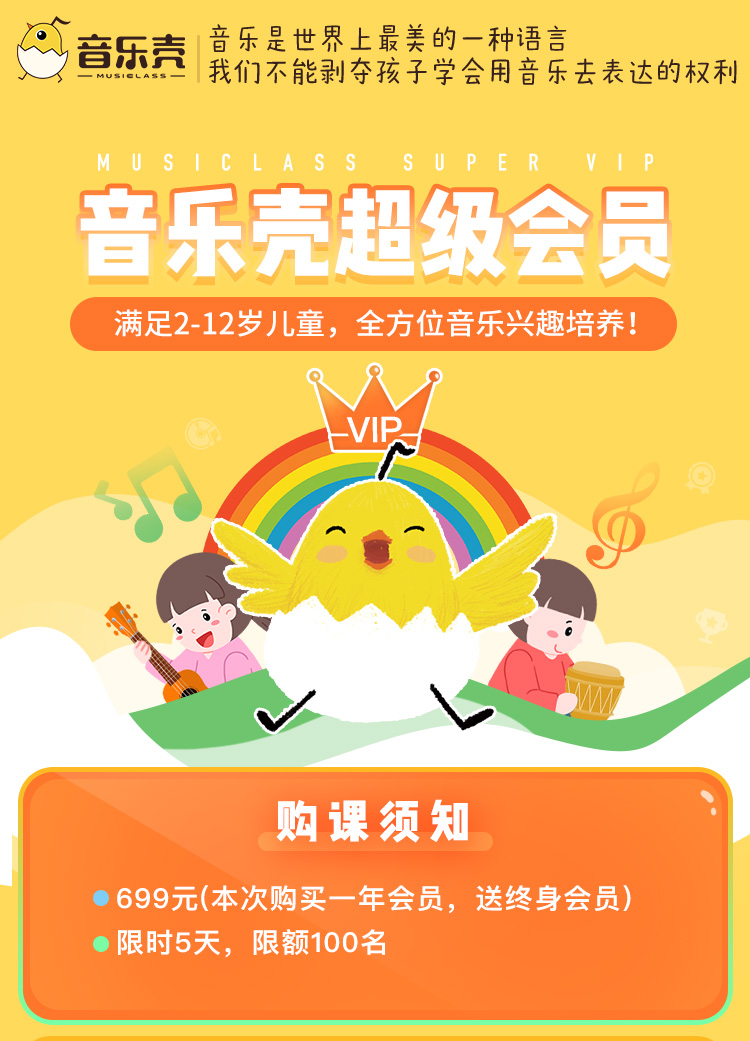 音乐壳
MUSICLASS
音乐是世界上最美的一种语言
我们不能剥夺孩子学会用音乐去表达的权利
MUSICLASS SUPER VIP
音乐壳超级会员
满足2-12岁儿童，全方位音乐兴趣培养！
VIP
购课须知
699元(本次购买一年会员，送终身会员)
限时5天，限额100名